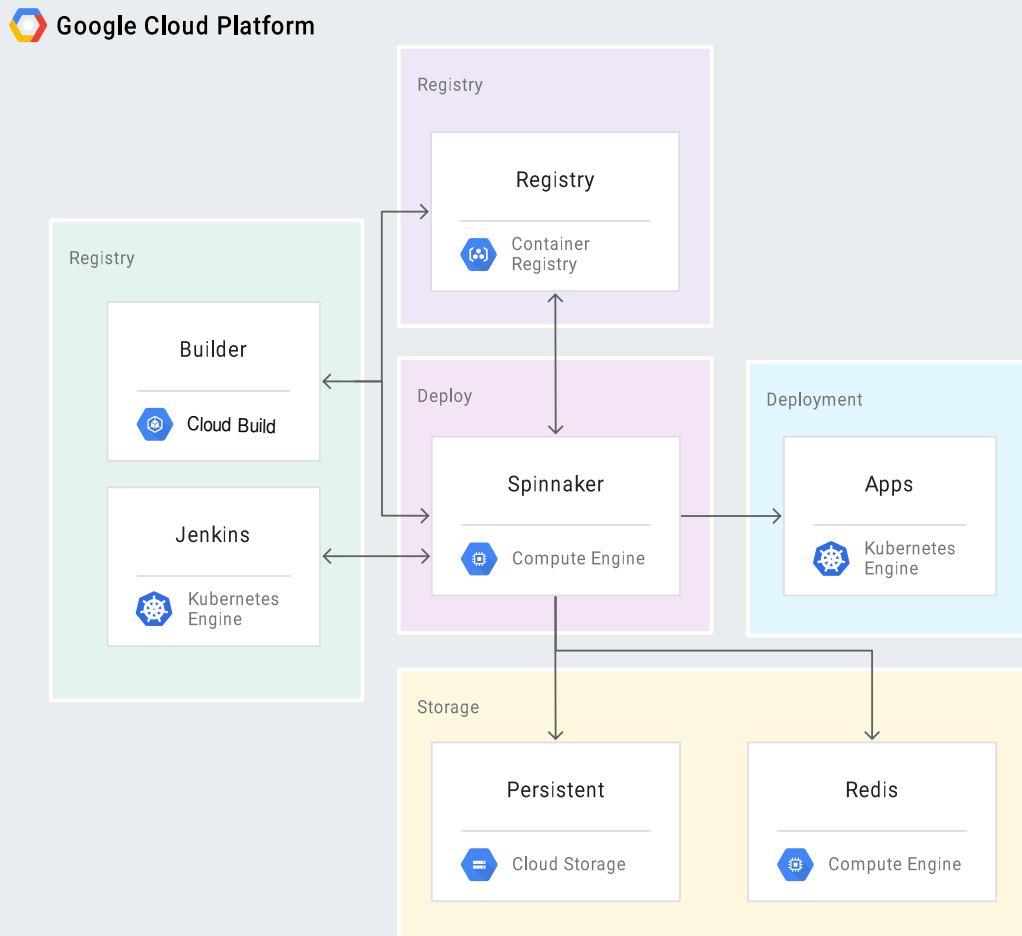 Google Cloud Platform
Registry
Registry
Container
Registry
Registry
Builder
Cloud Build
Jenkins
Kubernetes
Engine
Deploy
Spinnaker
Compute Engine
Deployment
Apps
Kubernetes
Engine
Storage
Persistent
Cloud Storage
Redis
Compute Engine